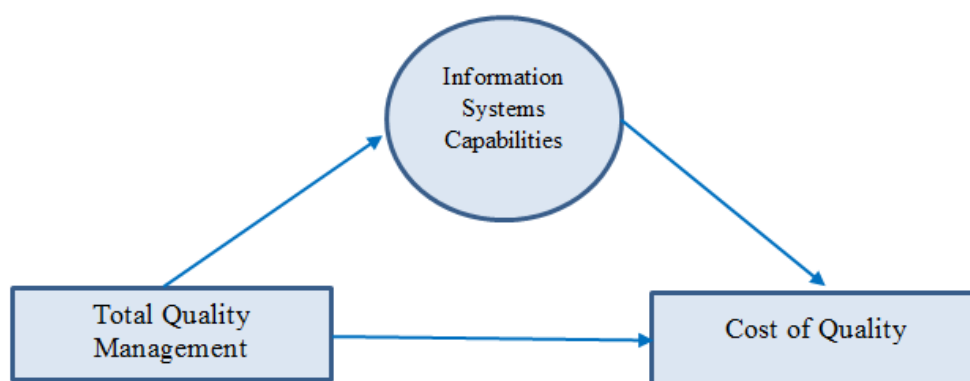 Information
Systems
Capabilities
Total Quality
Management
Cost of Quality